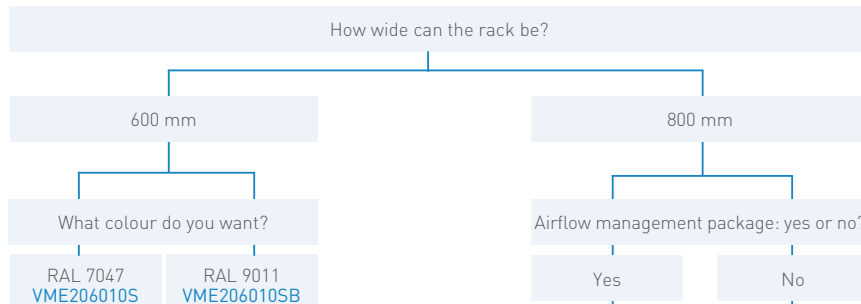 How wide can the rack be?
600 mm
800 mm
What colour do you want?
Airflow management package: yes or no?
RAL 7047
VME206010S
RAL 9011
VME206010SB
Yes
No